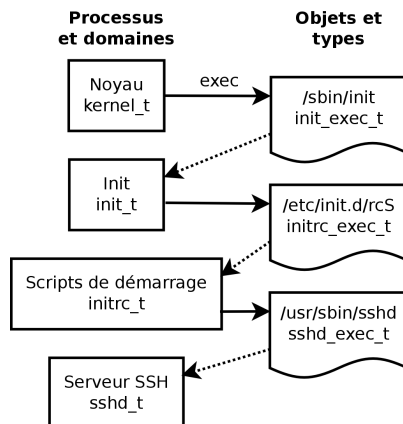 Processus
et domaines
Objets et
types
Noyau
kernel_t
exec
/sbin/init
init_exec_t
Init
init_t
/etc/init.d/rcS
initrc_exec_t
Scripts de démarrage
initrc_t
/usr/sbin/sshd
sshd_exec_t
Serveur SSH
sshd_t